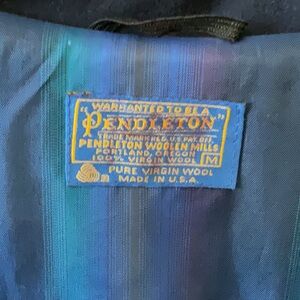 WARRANTED TO BE A
"PENDLETON"
TRADE MARK REG. U.S. PAT. OFF.
PENDLETON WOOLEN MILLS
PORTLAND, OREGON
100% VIRGIN WOOL
M
PURE VIRGIN WOOL
MADE IN U.S.A.